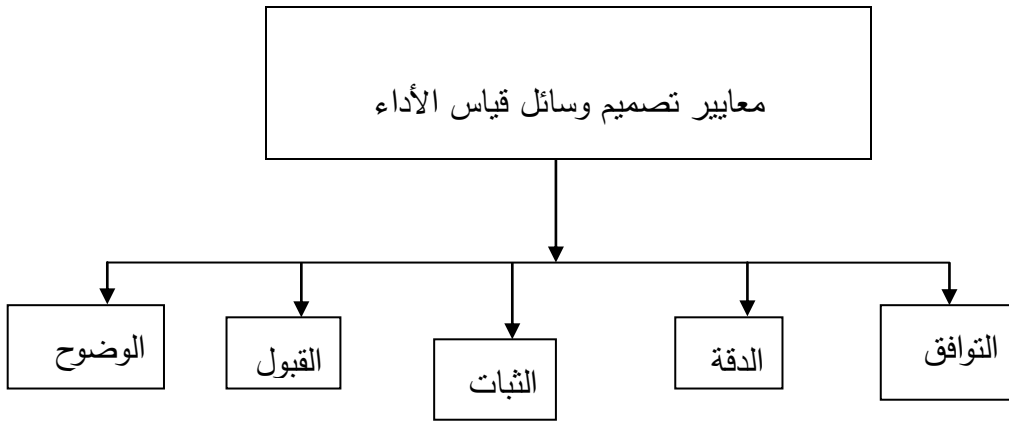 معايير تصميم وسائل قياس الأداء
التوافق
الدقة
الثبات
القبول
الوضوح